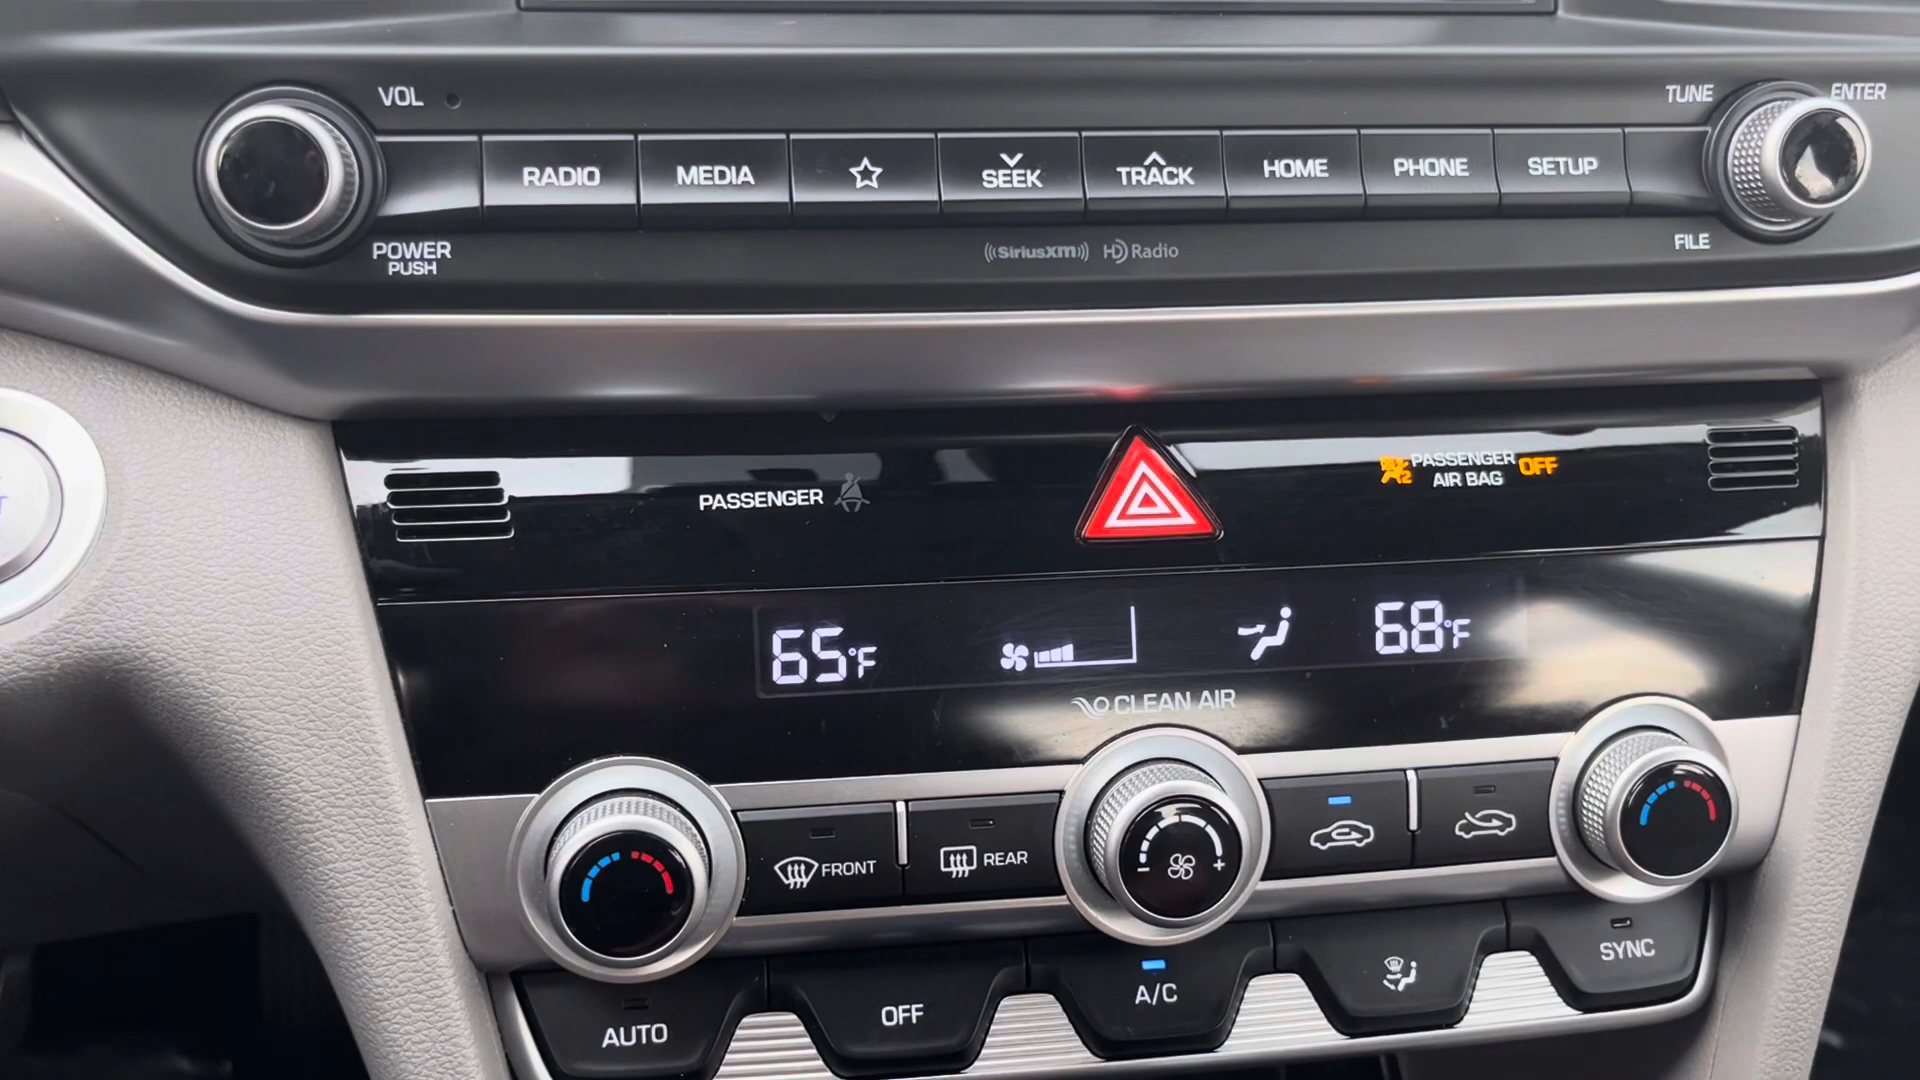 VOL
TUNE
ENTER
RADIO
MEDIA
SEEK
TRACK
HOME
PHONE
SETUP
POWER
PUSH
((SiriusXM)) HD Radio
FILE
PASSENGER
PASSENGER
AIR BAG
OFF
2
65°F
68°F
CLEAN AIR
FRONT
REAR
- +
AUTO
OFF
A/C
SYNC